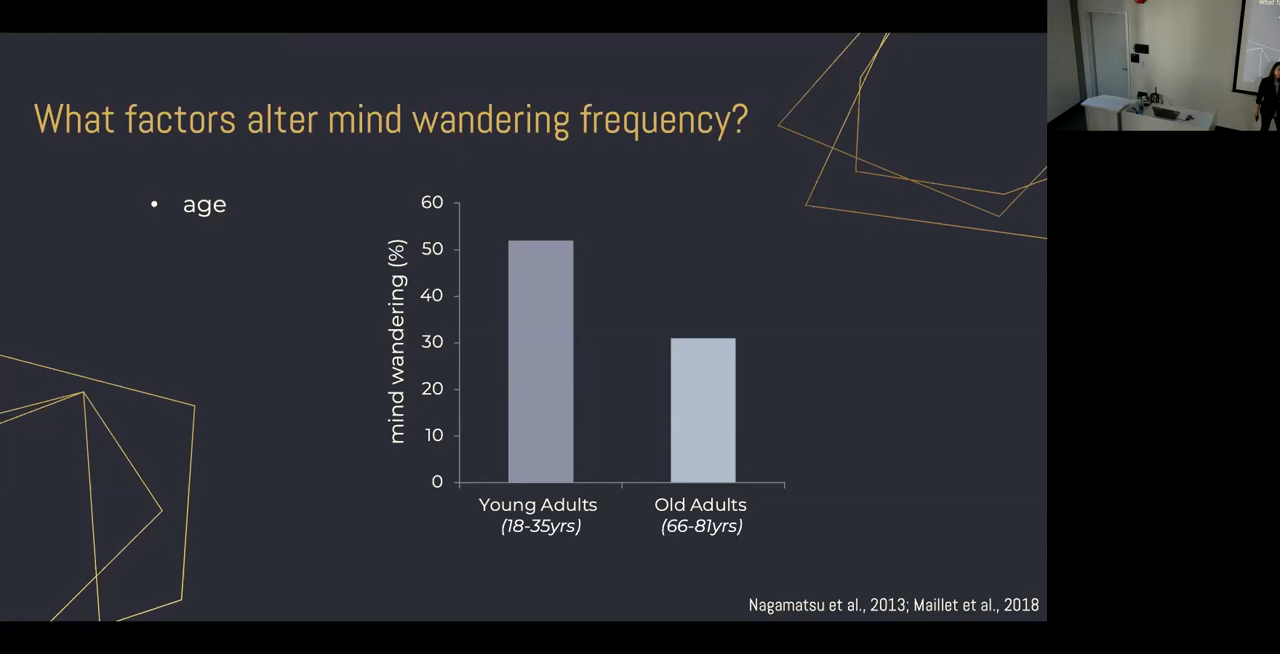 What factors alter mind wandering frequency?
• age
mind wandering (%)
60
50
40
30
20
10
0
Young Adults
(18-35yrs)
Old Adults
(66-81yrs)
Nagamatsu et al., 2013; Maillet et al., 2018